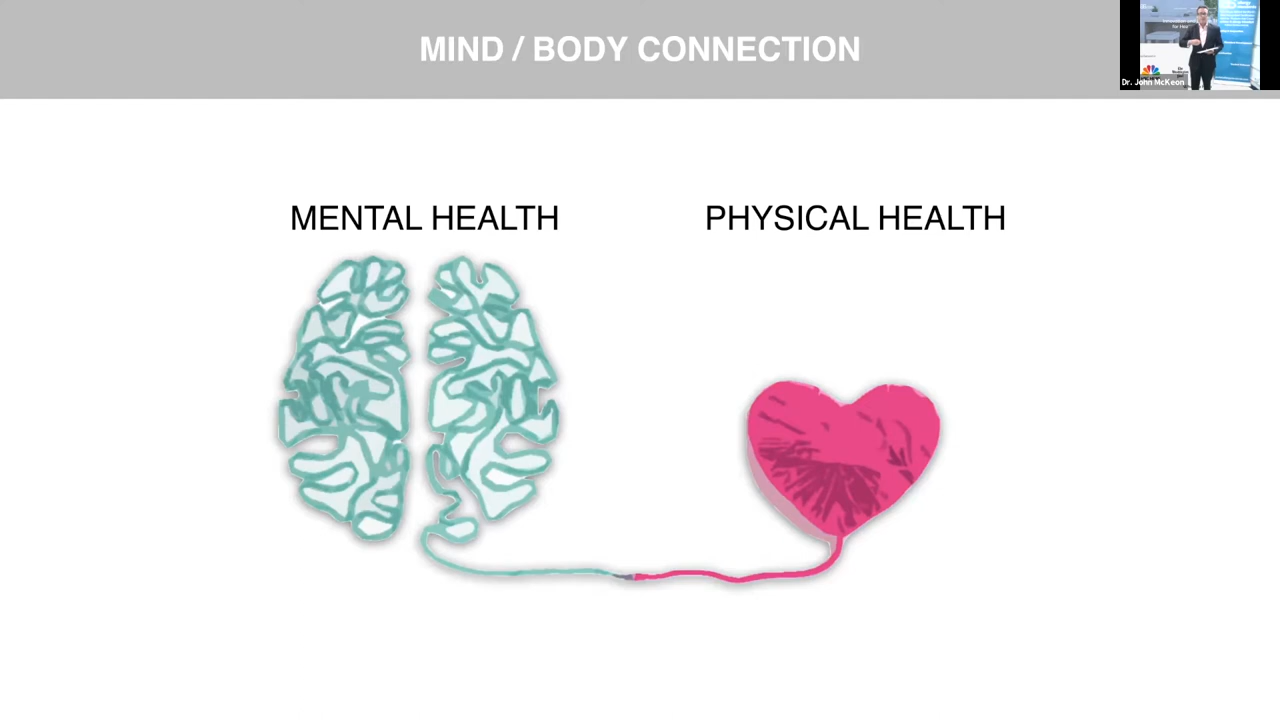 MIND / BODY CONNECTION
Dr. John McKeon
MENTAL HEALTH
PHYSICAL HEALTH